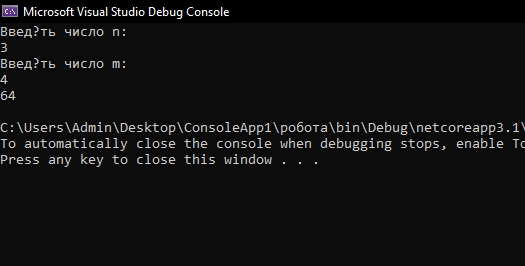 Microsoft Visual Studio Debug Console
Введ?ть число n:
3
Введ?ть число m:
4
64
C:\Users\Admin\Desktop\ConsoleApp1\робота\bin\Debug\netcoreapp3.1\
To automatically close the console when debugging stops, enable To
Press any key to close this window . . .